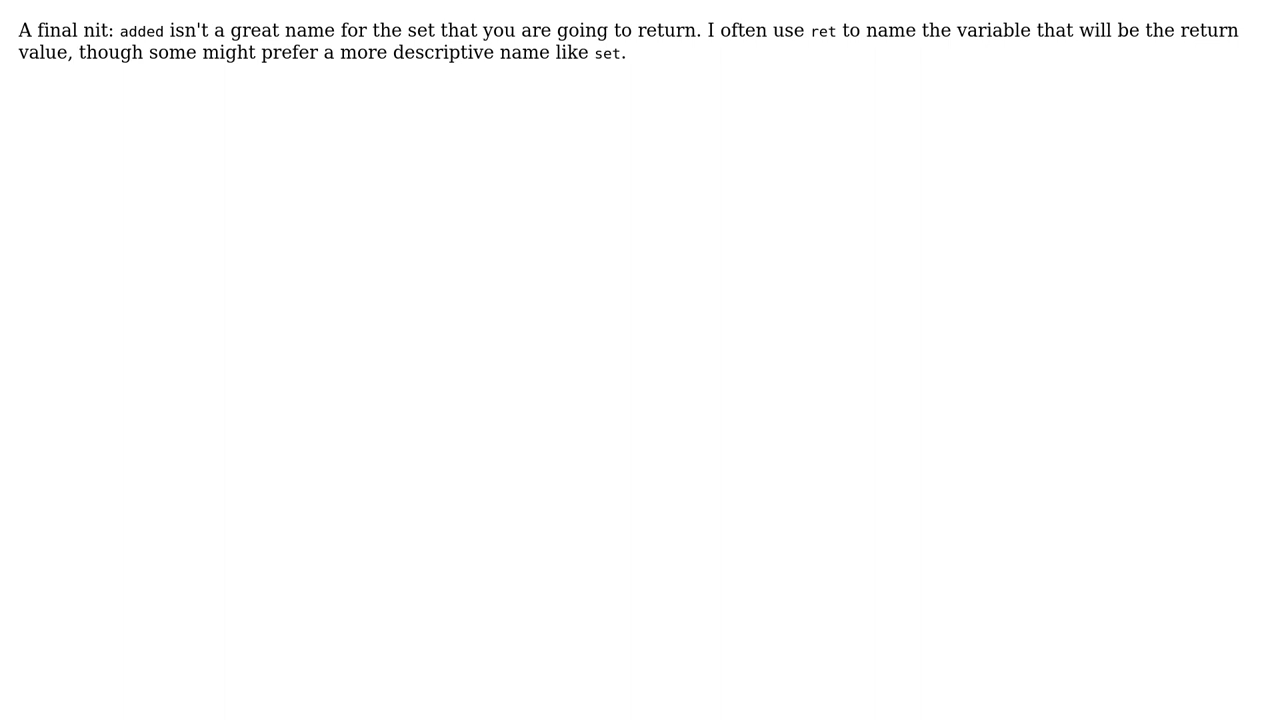 A final nit: added isn't a great name for the set that you are going to return. I often use ret to name the variable that will be the return
value, though some might prefer a more descriptive name like set.